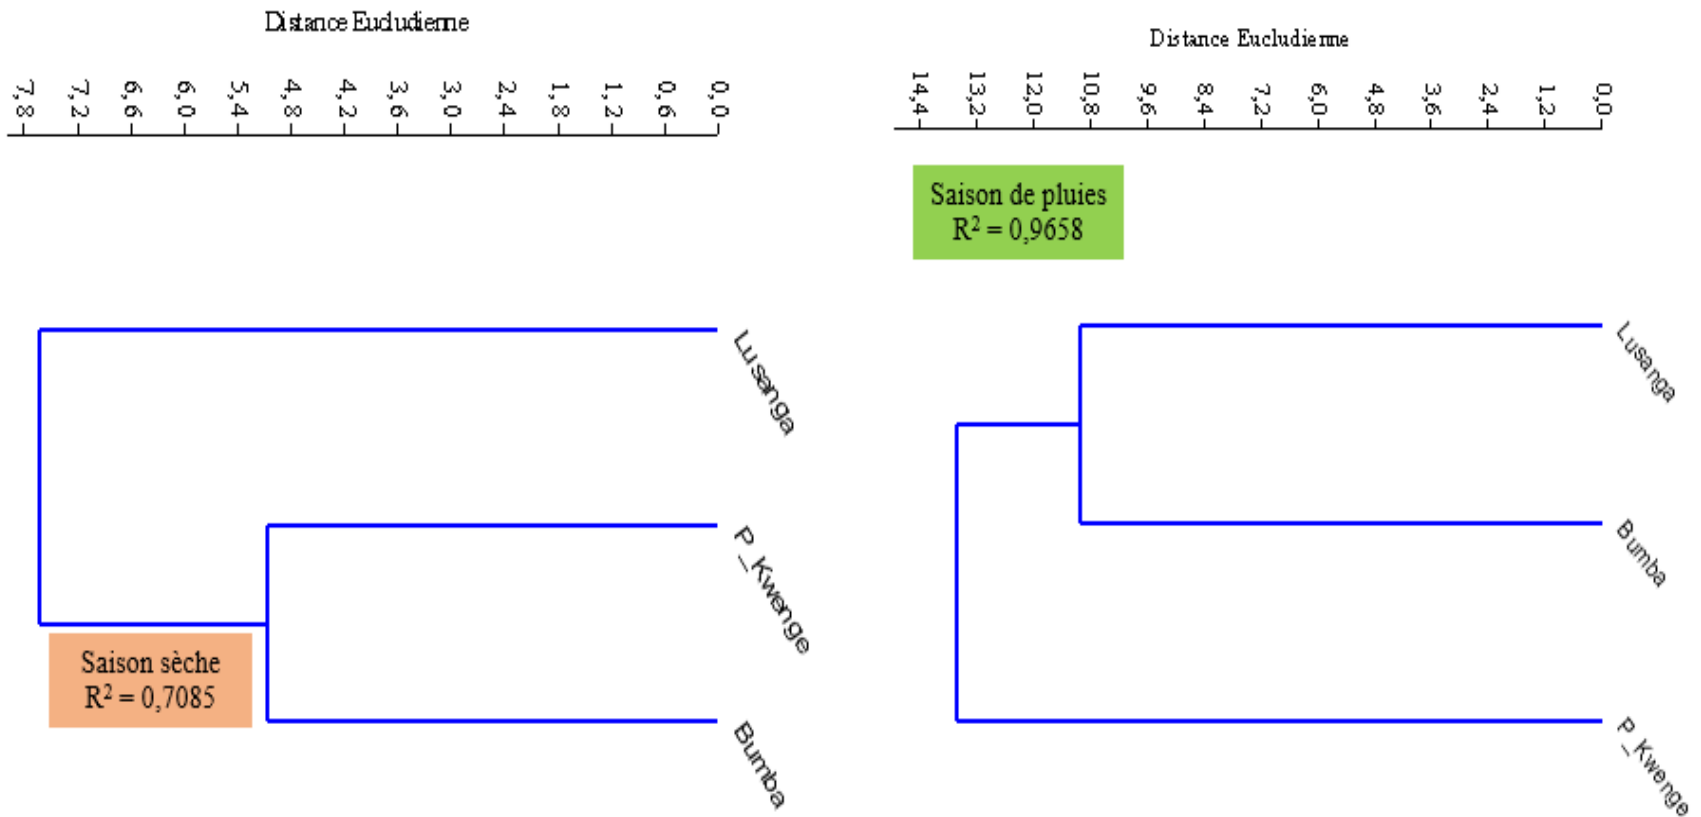 Distance Eucludienne
7,8
7,2
6,6
6,0
5,4
4,8
4,2
3,6
3,0
2,4
1,8
1,2
0,6
0,0
Lusanga
P_Kwenge
Bumba
Saison sèche
R² = 0,7085
Distance Eucludienne
14,4
13,2
12,0
10,8
9,6
8,4
7,2
6,0
4,8
3,6
2,4
1,2
0,0
Saison de pluies
R² = 0,9658
Lusanga
Bumba
P_Kwenge